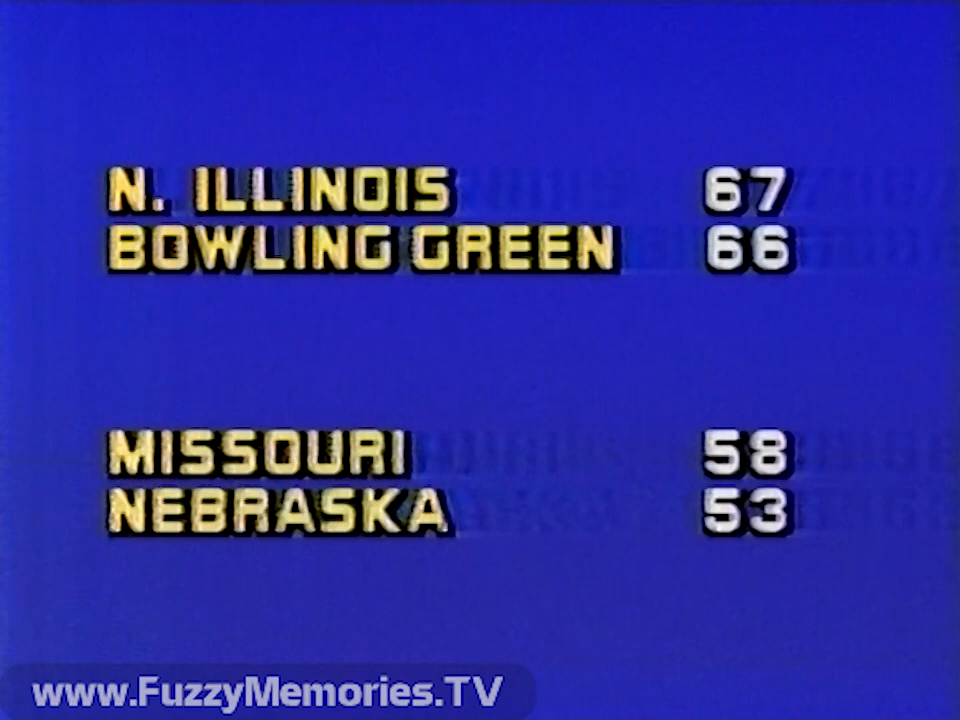 N. ILLINOIS 67
BOWLING GREEN 66
MISSOURI 58
NEBRASKA 53
www.FuzzyMemories.TV